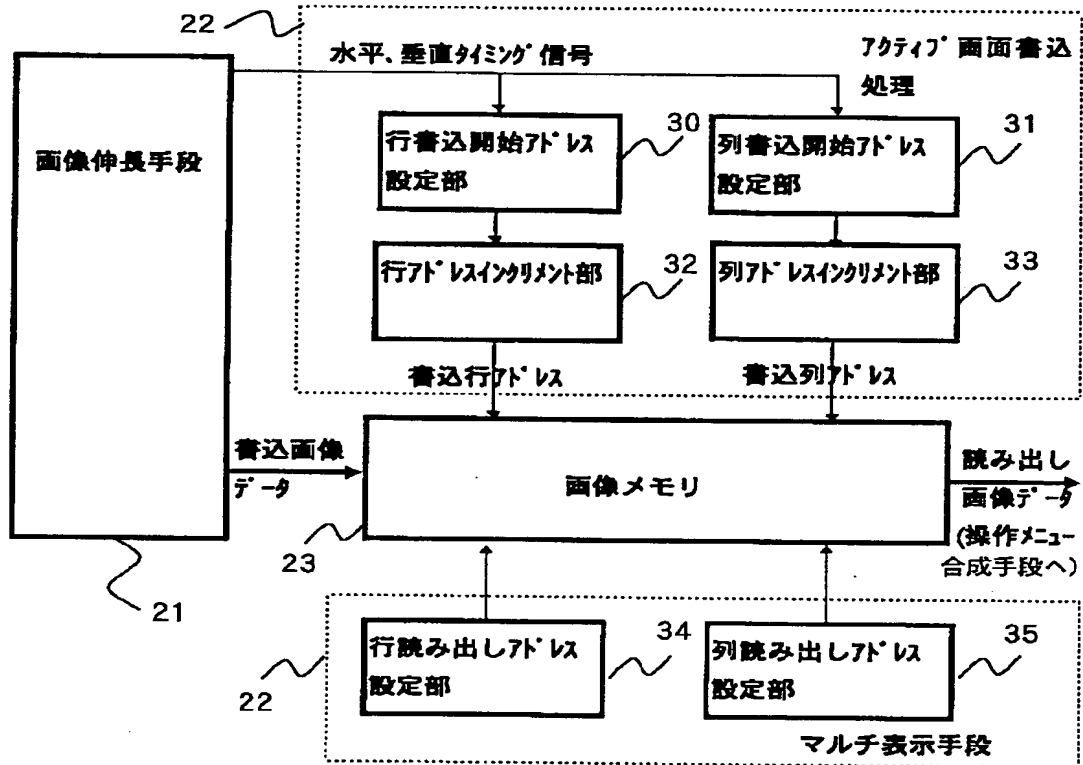 22
水平、垂直タイミング信号
アクティブ画面書込
処理
画像伸長手段
行書込開始アドレス
設定部
30
列書込開始アドレス
設定部
31
行アドレスインクリメント部
32
列アドレスインクリメント部
33
書込行アドレス
書込列アドレス
書込画像
データ
画像メモリ
読み出し
画像データ
(操作メニュー
合成手段へ)
23
21
行読み出しアドレス
設定部
34
列読み出しアドレス
設定部
35
22
マルチ表示手段